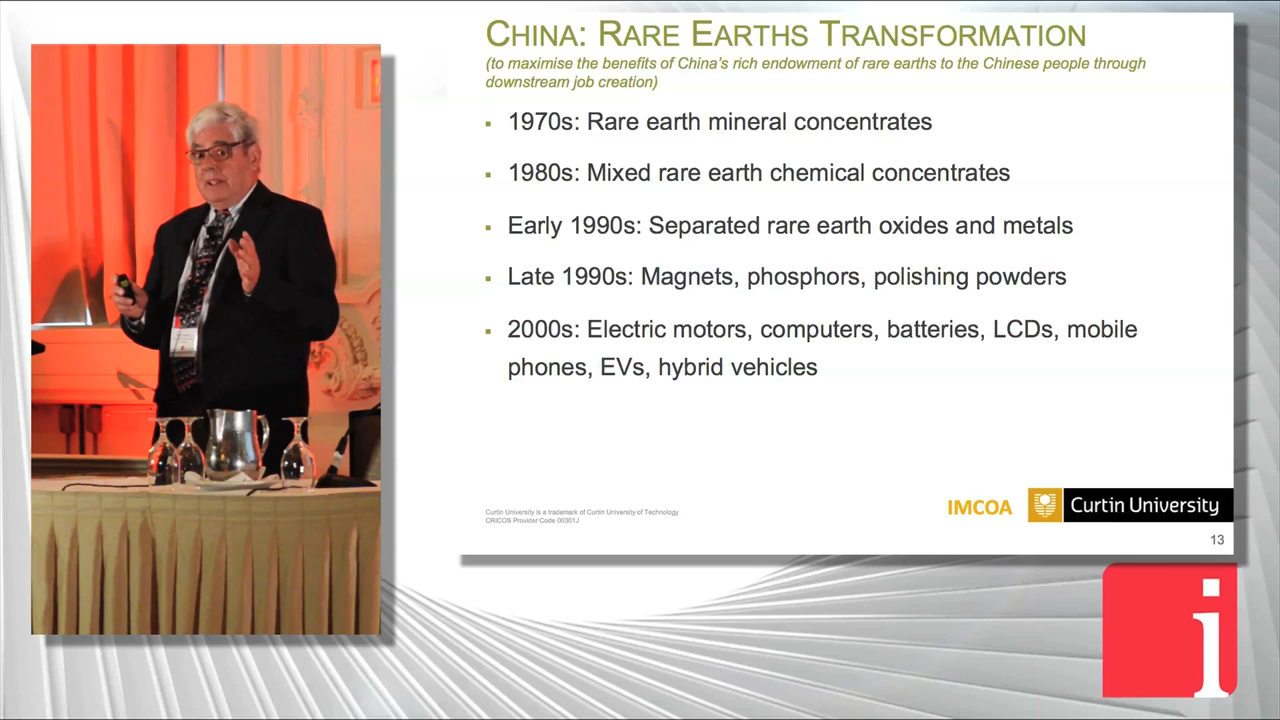 CHINA: RARE EARTHS TRANSFORMATION
(to maximise the benefits of China's rich endowment of rare earths to the Chinese people through
downstream job creation)
▪ 1970s: Rare earth mineral concentrates
▪ 1980s: Mixed rare earth chemical concentrates
▪ Early 1990s: Separated rare earth oxides and metals
▪ Late 1990s: Magnets, phosphors, polishing powders
▪ 2000s: Electric motors, computers, batteries, LCDs, mobile
phones, EVs, hybrid vehicles
Curtin University is a trademark of Curtin University of Technology
CRICOS Provider Code 00301J
IMCOA
Curtin University
13
i